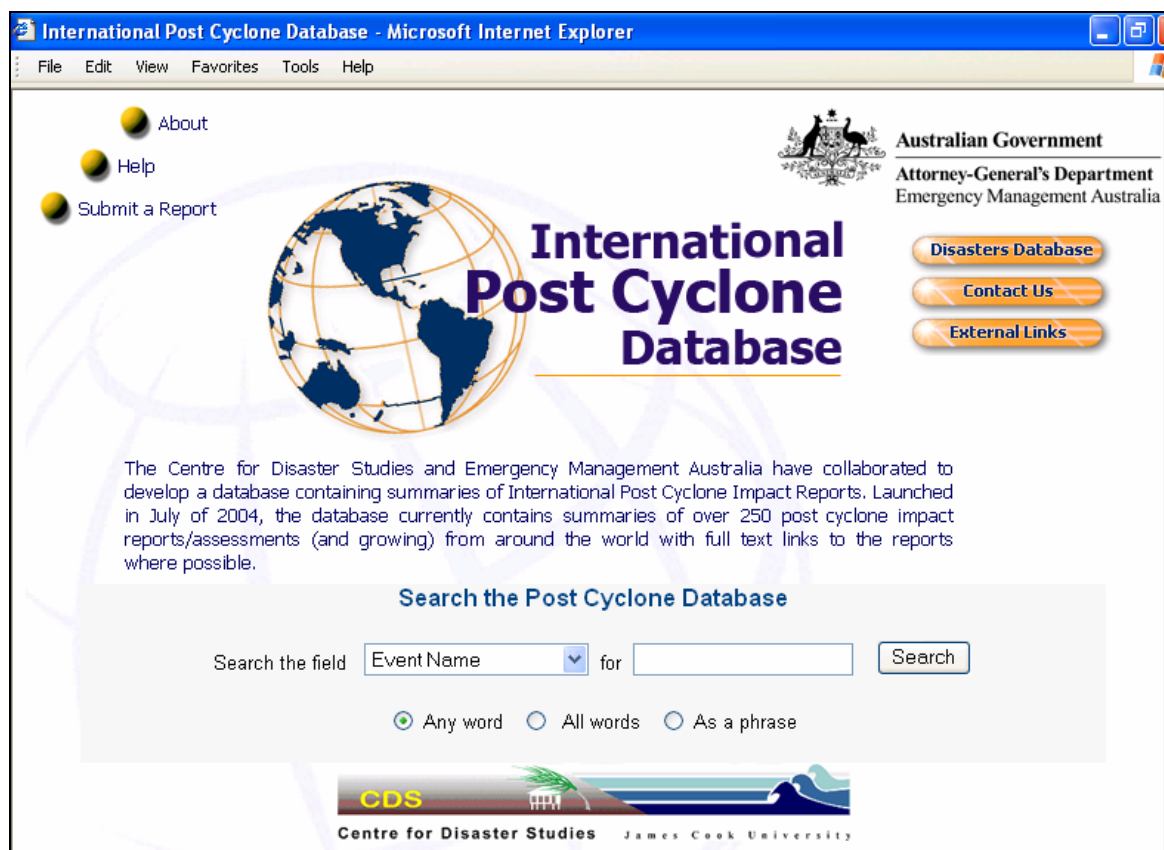 International Post Cyclone Database - Microsoft Internet Explorer
File Edit View Favorites Tools Help
About
Help
Submit a Report
Australian Government
Attorney-General's Department
Emergency Management Australia
International
Post Cyclone
Database
Disasters Database
Contact Us
External Links
The Centre for Disaster Studies and Emergency Management Australia have collaborated to
develop a database containing summaries of International Post Cyclone Impact Reports. Launched
in July of 2004, the database currently contains summaries of over 250 post cyclone impact
reports/assessments (and growing) from around the world with full text links to the reports
where possible.
Search the Post Cyclone Database
Search the field Event Name for Search
Any word All words As a phrase
CDS
Centre for Disaster Studies James Cook University